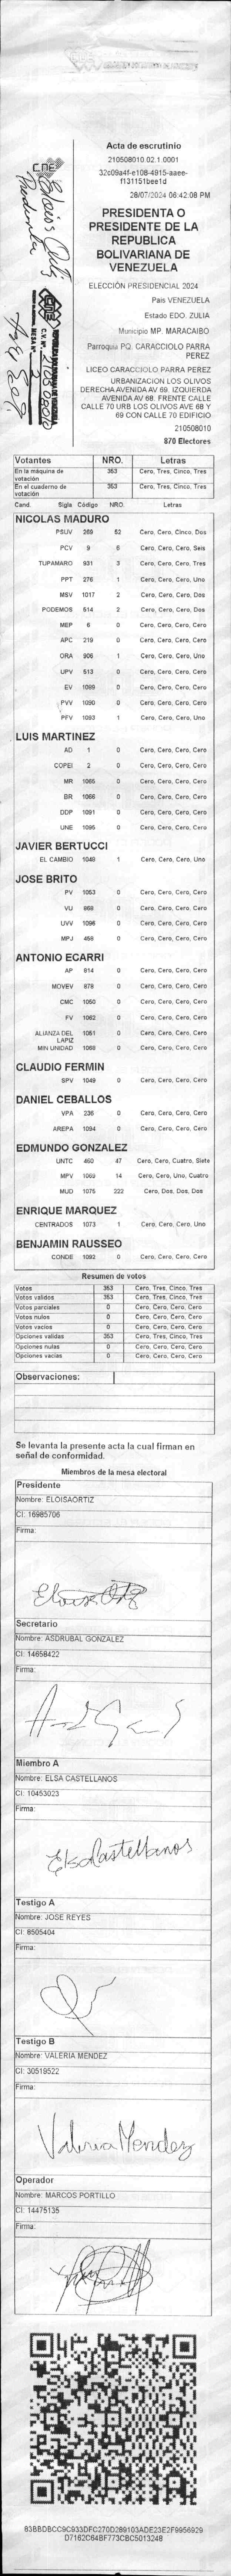 Acta de escrutinio
210508010.02.1.0001
32c09a4f-e108-4915-aaee-
f131151bee1d
28/07/2024 06:42:08 PM
PRESIDENTA O
PRESIDENTE DE LA
REPUBLICA
BOLIVARIANA DE
VENEZUELA
ELECCIÓN PRESIDENCIAL 2024
Pais VENEZUELA
Estado EDO. ZULIA
Municipio MP. MARACAIBO
Parroquia PQ. CARACCIOLO PARRA
PEREZ
LICEO CARACCIOLO PARRA PEREZ
URBANIZACION LOS OLIVOS
DERECHA AVENIDA AV 69. IZQUIERDA
AVENIDA AV 68. FRENTE CALLE
CALLE 70 URB LOS OLIVOS AVE 68 Y
69 CON CALLE 70 EDIFICIO
210508010
870 Electores
CNE
Presidenta
Votantes NRO. Letras
En la máquina de votación 353 Cero, Tres, Cinco, Tres
En el cuaderno de votación 353 Cero, Tres, Cinco, Tres
Cand. Sigla Código NRO. Letras
NICOLAS MADURO
PSUV 269 52 Cero, Cero, Cinco, Dos
PCV 9 6 Cero, Cero, Cero, Seis
TUPAMARO 931 3 Cero, Cero, Cero, Tres
PPT 276 1 Cero, Cero, Cero, Uno
MSV 1017 2 Cero, Cero, Cero, Dos
PODEMOS 514 2 Cero, Cero, Cero, Dos
MEP 6 0 Cero, Cero, Cero, Cero
APC 219 0 Cero, Cero, Cero, Cero
ORA 906 1 Cero, Cero, Cero, Uno
UPV 513 0 Cero, Cero, Cero, Cero
EV 1099 0 Cero, Cero, Cero, Cero
PVV 1090 0 Cero, Cero, Cero, Cero
PFV 1093 1 Cero, Cero, Cero, Uno
LUIS MARTINEZ
AD 1 0 Cero, Cero, Cero, Cero
COPEI 2 0 Cero, Cero, Cero, Cero
MR 1065 0 Cero, Cero, Cero, Cero
BR 1066 0 Cero, Cero, Cero, Cero
DDP 1091 0 Cero, Cero, Cero, Cero
UNE 1095 0 Cero, Cero, Cero, Cero
JAVIER BERTUCCI
EL CAMBIO 1048 1 Cero, Cero, Cero, Uno
JOSE BRITO
PV 1053 0 Cero, Cero, Cero, Cero
VU 868 0 Cero, Cero, Cero, Cero
UVV 1096 0 Cero, Cero, Cero, Cero
MPJ 458 0 Cero, Cero, Cero, Cero
ANTONIO ECARRI
AP 814 0 Cero, Cero, Cero, Cero
MOVEV 878 0 Cero, Cero, Cero, Cero
CMC 1050 0 Cero, Cero, Cero, Cero
FV 1062 0 Cero, Cero, Cero, Cero
ALIANZA DEL LAPIZ 1051 0 Cero, Cero, Cero, Cero
MIN UNIDAD 1068 0 Cero, Cero, Cero, Cero
CLAUDIO FERMIN
SPV 1049 0 Cero, Cero, Cero, Cero
DANIEL CEBALLOS
VPA 236 0 Cero, Cero, Cero, Cero
AREPA 1094 0 Cero, Cero, Cero, Cero
EDMUNDO GONZALEZ
UNTC 460 47 Cero, Cero, Cuatro, Siete
MPV 1069 14 Cero, Cero, Uno, Cuatro
MUD 1075 222 Cero, Dos, Dos, Dos
ENRIQUE MARQUEZ
CENTRADOS 1073 1 Cero, Cero, Cero, Uno
BENJAMIN RAUSSEO
CONDE 1092 0 Cero, Cero, Cero, Cero
Resumen de votos
Votos 353 Cero, Tres, Cinco, Tres
Votos validos 353 Cero, Tres, Cinco, Tres
Votos parciales 0 Cero, Cero, Cero, Cero
Votos nulos 0 Cero, Cero, Cero, Cero
Votos vacios 0 Cero, Cero, Cero, Cero
Opciones validas 353 Cero, Tres, Cinco, Tres
Opciones nulas 0 Cero, Cero, Cero, Cero
Opciones vacias 0 Cero, Cero, Cero, Cero
Observaciones:
Se levanta la presente acta la cual firman en
señal de conformidad.
Miembros de la mesa electoral
Presidente
Nombre: ELOISAORTIZ
CI: 16985706
Firma:
Secretario
Nombre: ASDRUBAL GONZALEZ
CI: 14658422
Firma:
Miembro A
Nombre: ELSA CASTELLANOS
CI: 10453023
Firma:
Elsa Castellanos
Testigo A
Nombre: JOSE REYES
CI: 8505404
Firma:
Testigo B
Nombre: VALERIA MENDEZ
CI: 30519522
Firma:
Valeria Mendez
Operador
Nombre: MARCOS PORTILLO
CI: 14475135
Firma:
83BBDBCC9C933DFC270D289103ADE23E2F9956929
D7162C64BF773CBC5013248